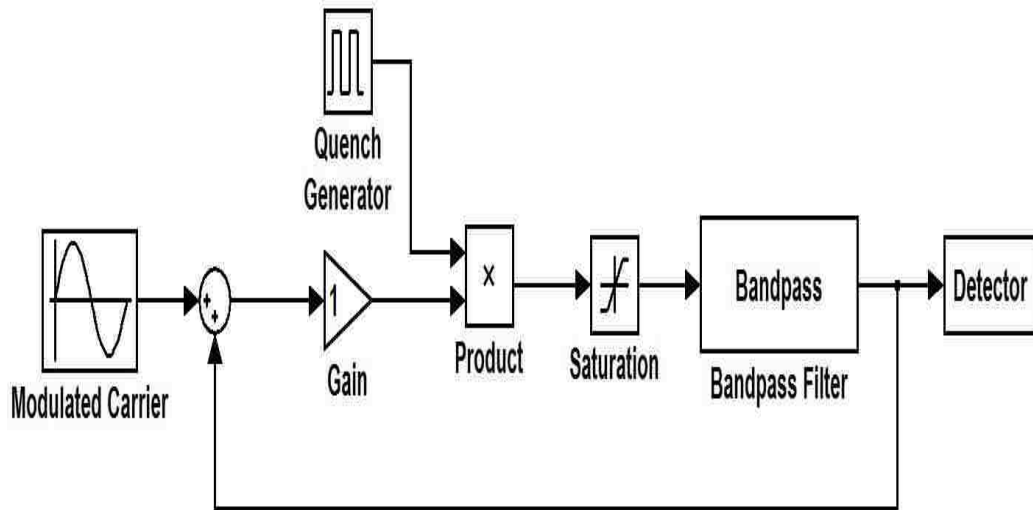 Quench
Generator
Modulated Carrier
+
+
1
Gain
×
Product
Saturation
Bandpass
Bandpass Filter
Detector